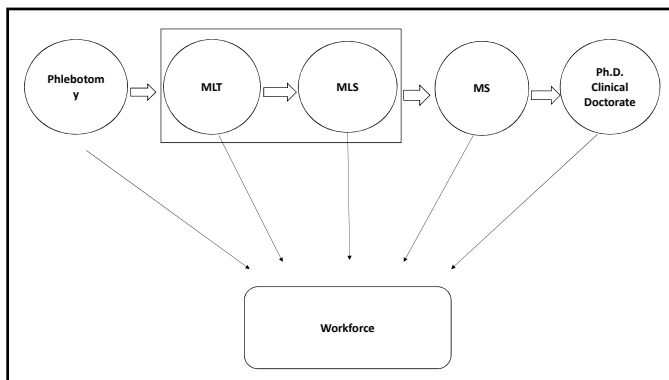 Phlebotom
y
MLT
MLS
MS
Ph.D.
Clinical
Doctorate
Workforce